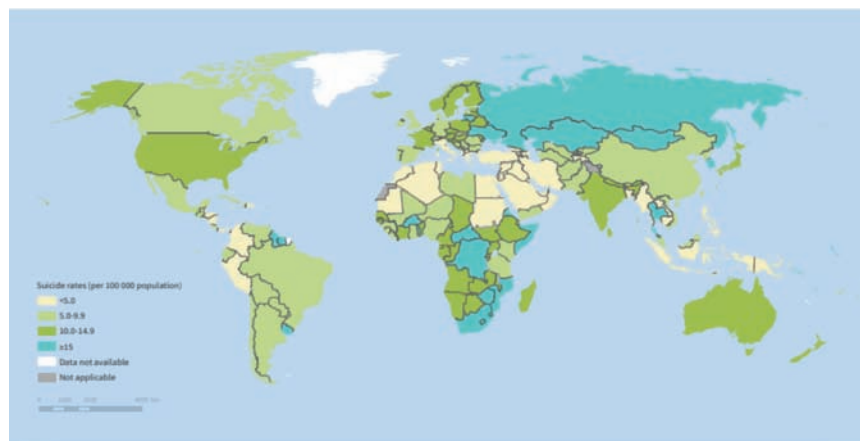 Suicide rates (per 100 000 population)
<5.0
5.0-9.9
10.0-14.9
≥15
Data not available
Not applicable